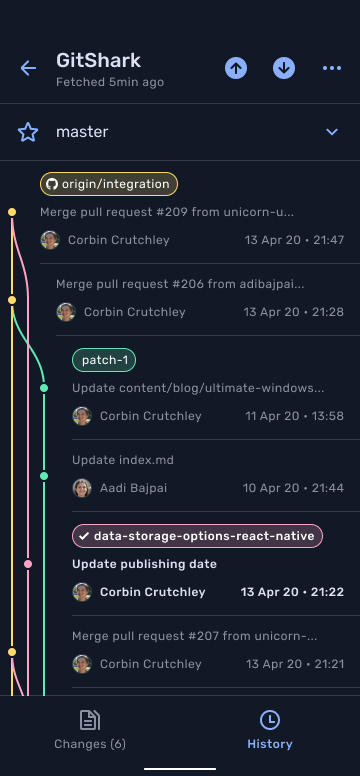 GitShark
Fetched 5min ago
master
origin/integration
Merge pull request #209 from unicorn-u...
Corbin Crutchley 13 Apr 20 • 21:47
Merge pull request #206 from adibajpai...
Corbin Crutchley 13 Apr 20 • 21:28
patch-1
Update content/blog/ultimate-windows...
Corbin Crutchley 11 Apr 20 • 13:58
Update index.md
Aadi Bajpai 10 Apr 20 • 21:44
data-storage-options-react-native
Update publishing date
Corbin Crutchley 13 Apr 20 • 21:22
Merge pull request #207 from unicorn-...
Corbin Crutchley 13 Apr 20 • 21:21
Changes (6) History